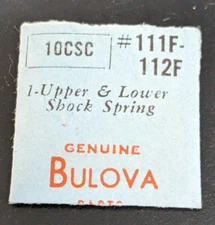 10CSC
#111F-
112F
1-Upper & Lower
Shock Spring
GENUINE
BULOVA
PARTS